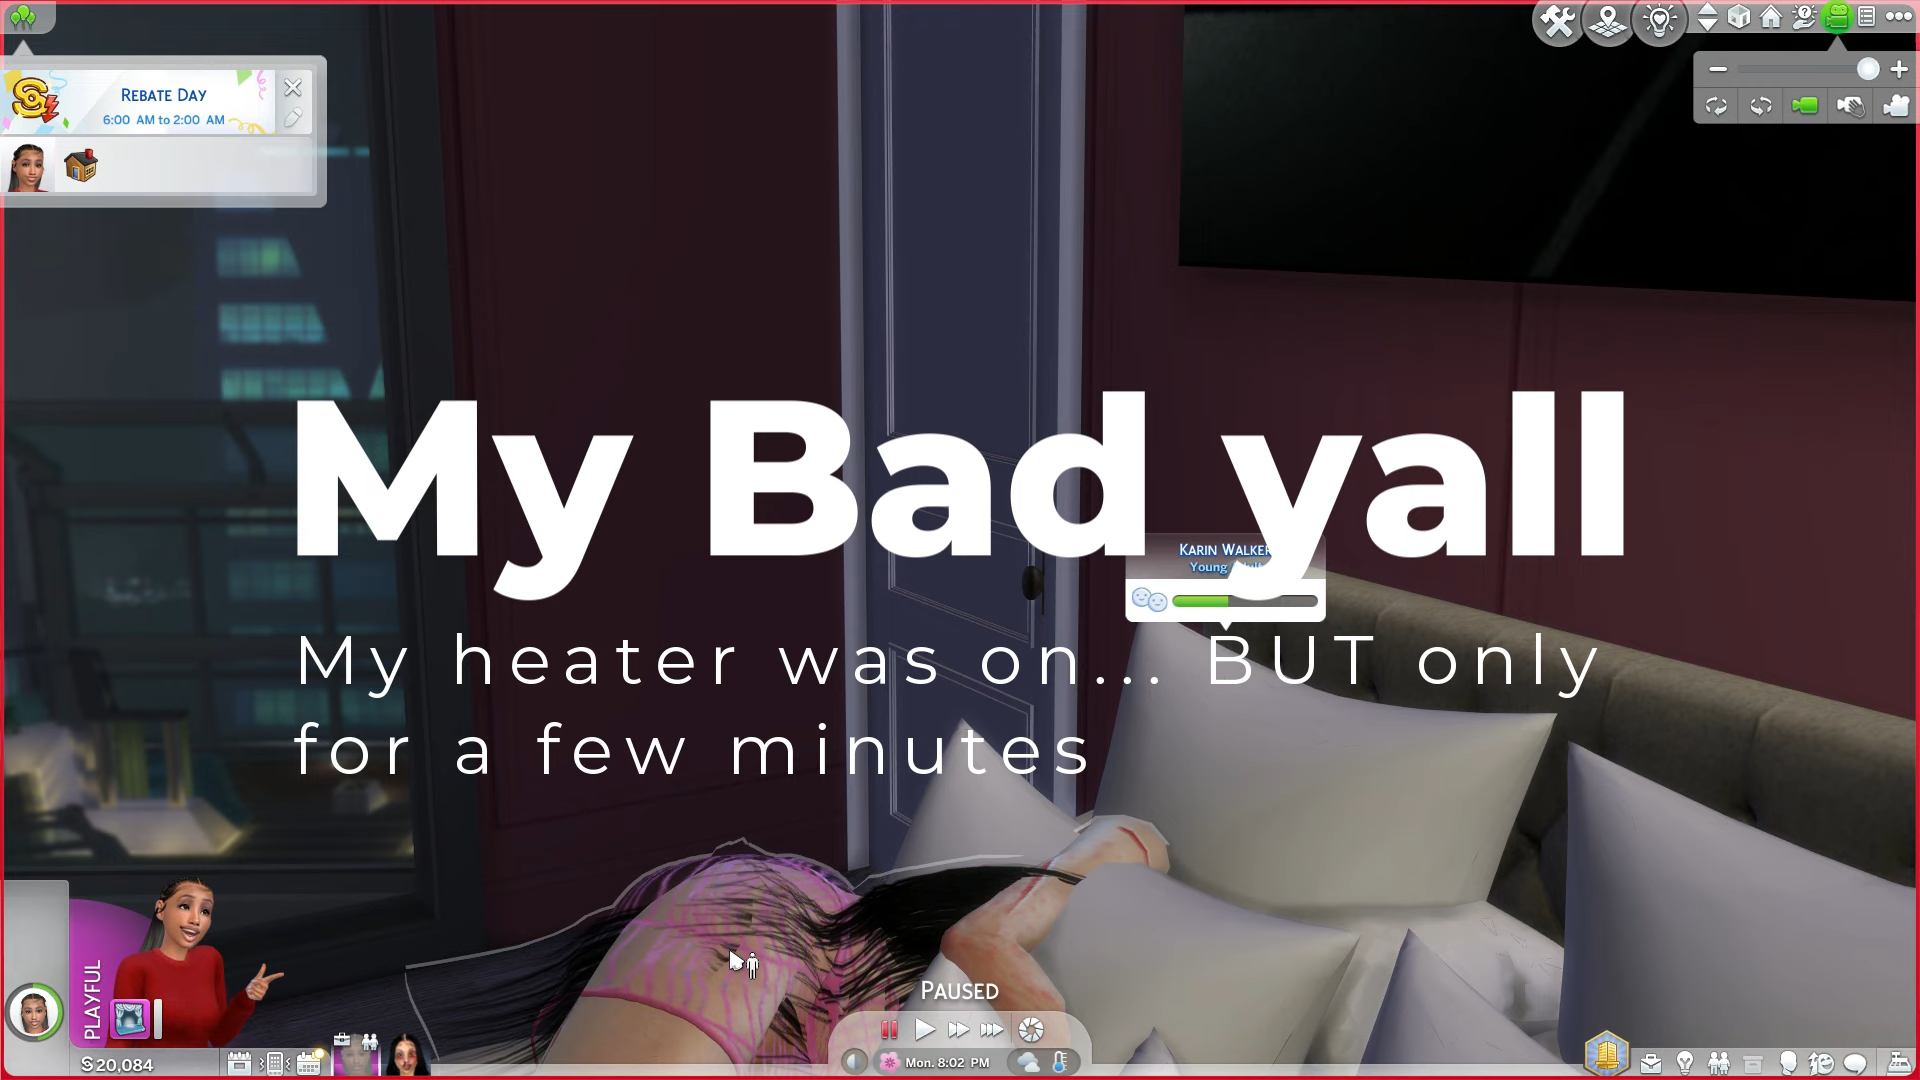 REBATE DAY
6:00 AM to 2:00 AM
My Bad yall
KARIN WALKER
Young
My heater was on... BUT only
for a few minutes
PLAYFUL
PAUSED
§20,084
Mon. 8:02 PM